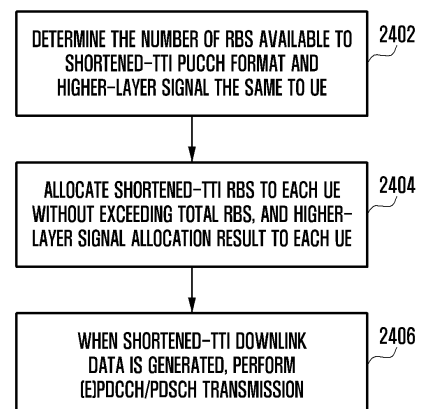 DETERMINE THE NUMBER OF RBS AVAILABLE TO
SHORTENED-TTI PUCCH FORMAT AND
HIGHER-LAYER SIGNAL THE SAME TO UE
2402
ALLOCATE SHORTENED-TTI RBS TO EACH UE
WITHOUT EXCEEDING TOTAL RBS, AND HIGHER-
LAYER SIGNAL ALLOCATION RESULT TO EACH UE
2404
WHEN SHORTENED-TTI DOWNLINK
DATA IS GENERATED, PERFORM
(E)PDCCH/PDSCH TRANSMISSION
2406